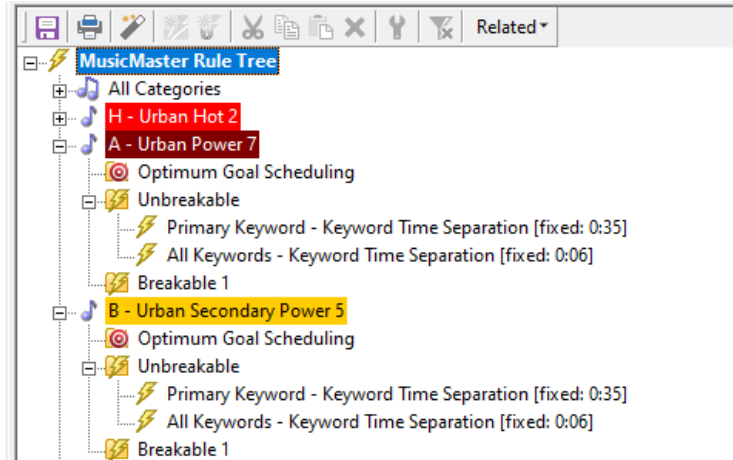 Related
MusicMaster Rule Tree
All Categories
H - Urban Hot 2
A - Urban Power 7
Optimum Goal Scheduling
Unbreakable
Primary Keyword - Keyword Time Separation [fixed: 0:35]
All Keywords - Keyword Time Separation [fixed: 0:06]
Breakable 1
B - Urban Secondary Power 5
Optimum Goal Scheduling
Unbreakable
Primary Keyword - Keyword Time Separation [fixed: 0:35]
All Keywords - Keyword Time Separation [fixed: 0:06]
Breakable 1